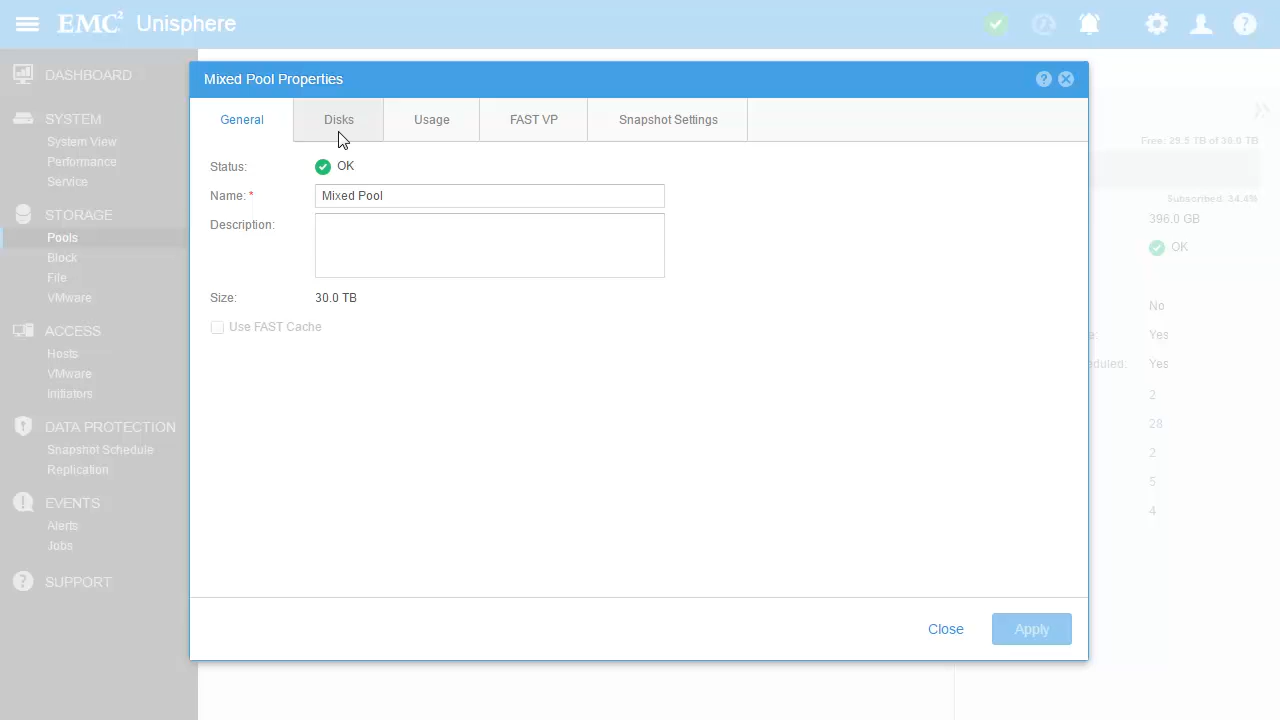 EMC² Unisphere
DASHBOARD
SYSTEM
System View
Performance
Service
STORAGE
Pools
Block
File
VMware
ACCESS
Hosts
VMware
Initiators
DATA PROTECTION
Snapshot Schedule
Replication
EVENTS
Alerts
Jobs
SUPPORT
Mixed Pool Properties
General Disks Usage FAST VP Snapshot Settings
Status: OK
Name: * Mixed Pool
Description:
Size: 30.0 TB
Use FAST Cache
Close Apply
Free: 29.5 TB of 30.0 TB
Subscribed: 34.4%
396.0 GB
OK
No
e: Yes
eduled: Yes
2
28
2
5
4